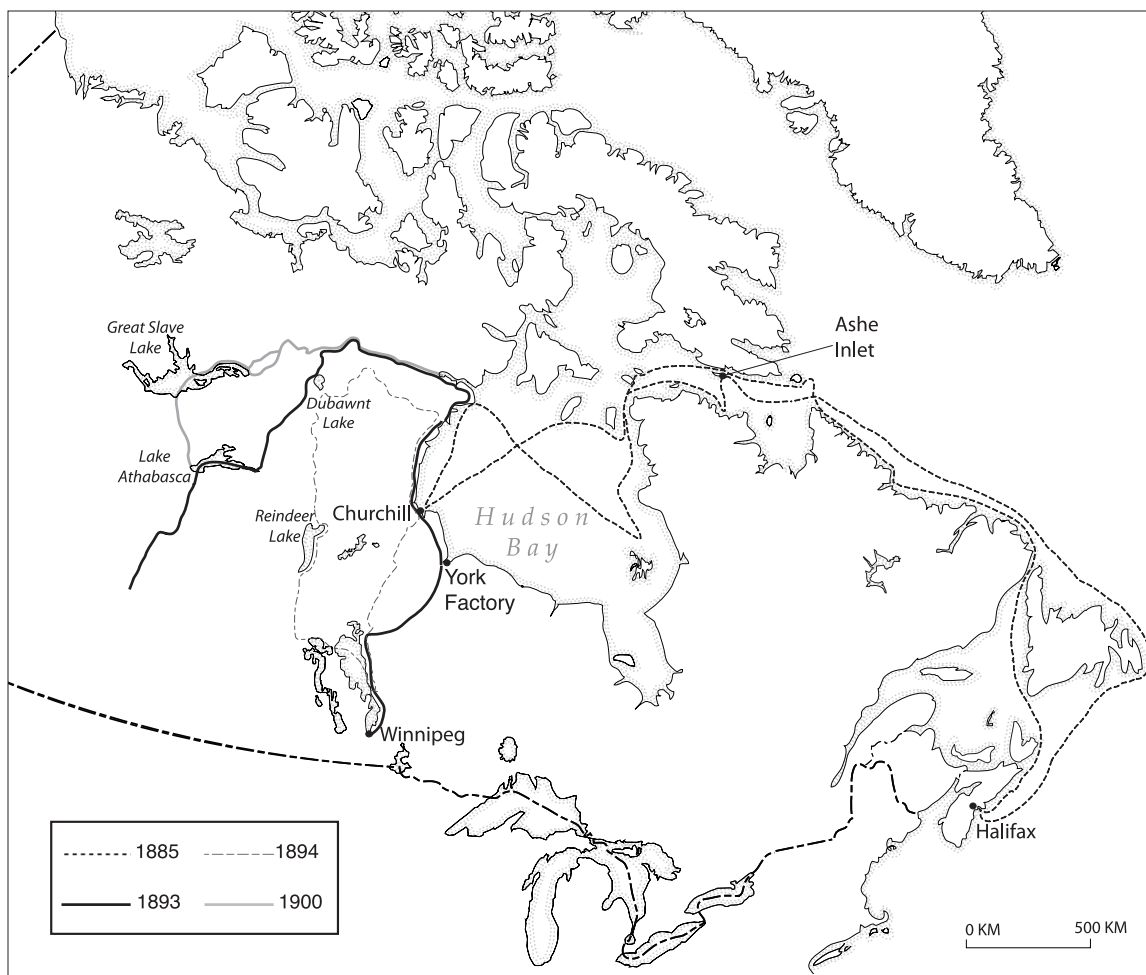 Great Slave
Lake
Ashe
Inlet
Dubawnt
Lake
Lake
Athabasca
Reindeer
Lake
Churchill
Hudson
Bay
York
Factory
Winnipeg
Halifax
1885
1894
1893
1900
0 KM
500 KM